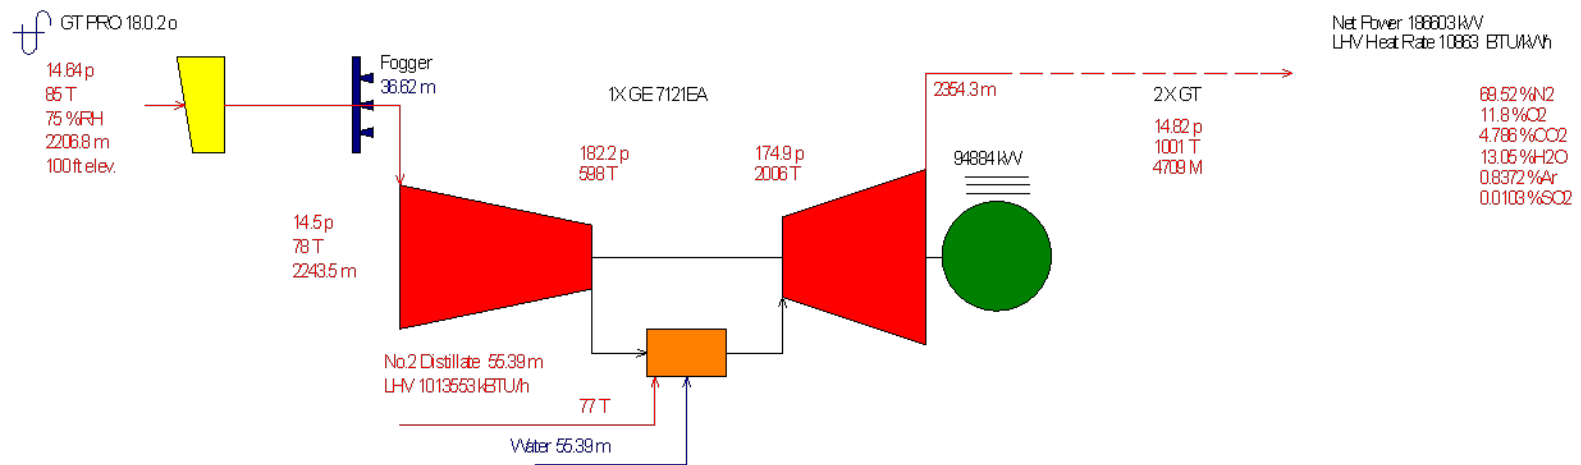 GT PRO 18.0.2 o
Net Power 186603 kW
LHV Heat Rate 10863 BTU/kWh
14.64 p
85 T
75 %RH
2206.8 m
100 ft elev.
Fogger
36.62 m
1X GE 7121EA
2354.3 m
2 X GT
14.82 p
1001 T
4709 M
69.52 %N2
11.8 %O2
4.786 %CO2
13.05 %H2O
0.8372 %Ar
0.0103 %SO2
182.2 p
598 T
174.9 p
2006 T
94884 kW
14.5 p
78 T
2243.5 m
No.2 Distillate 55.39 m
LHV 1013553 kBTU/h
77 T
Water 55.39 m